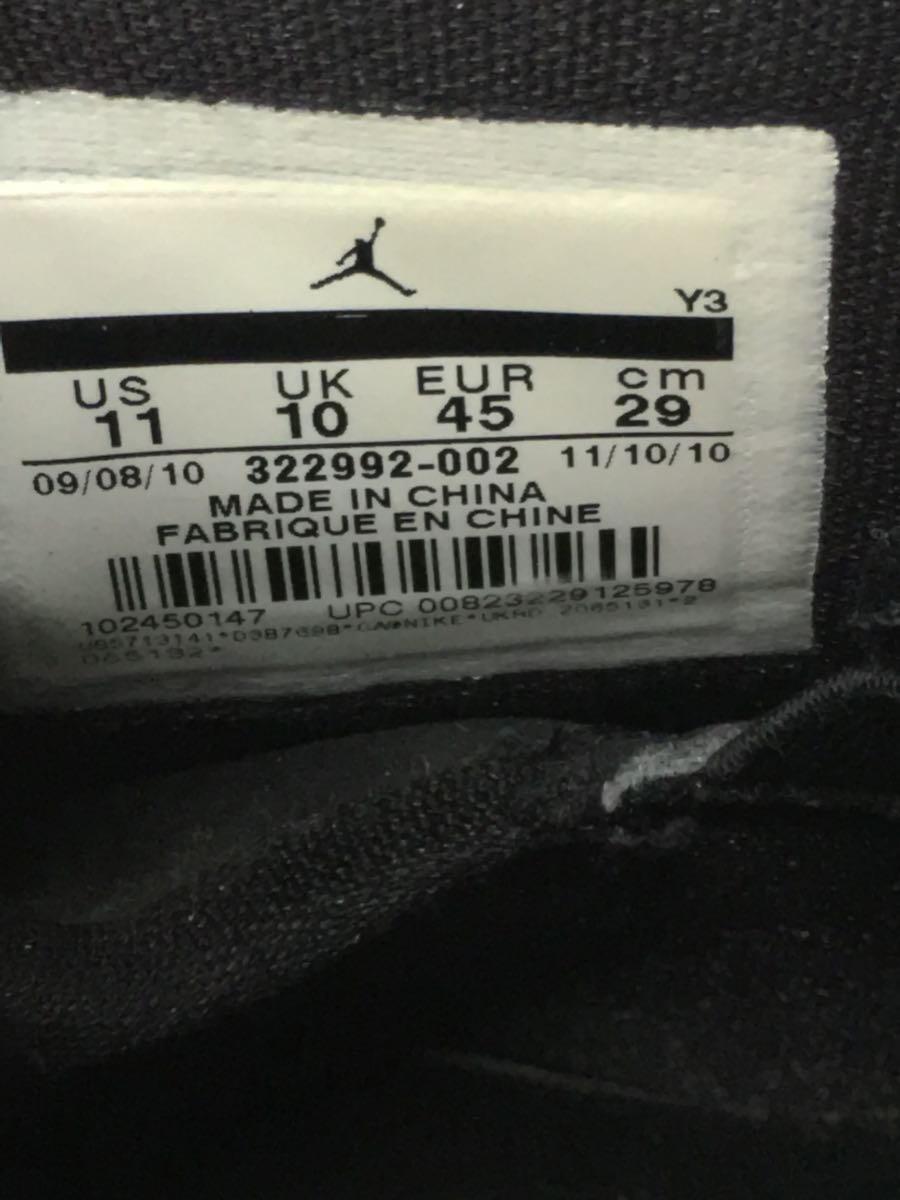 Y3
US UK EUR cm
11 10 45 29
09/08/10 322992-002 11/10/10
MADE IN CHINA
FABRIQUE EN CHINE
102450147 UPC 00823229125978